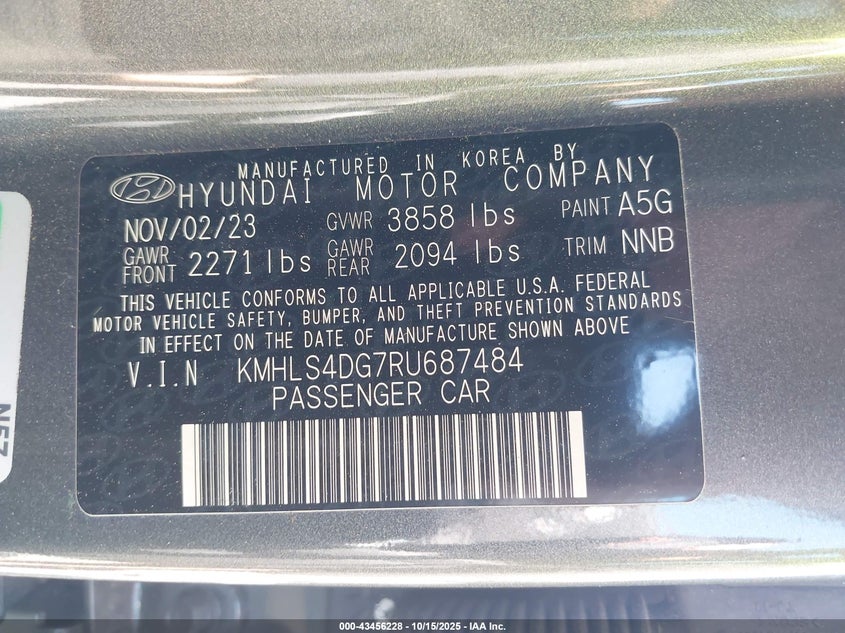 MANUFACTURED IN KOREA BY
HYUNDAI MOTOR COMPANY
NOV/02/23 GVWR 3858 lbs PAINT A5G
GAWR FRONT 2271 lbs GAWR REAR 2094 lbs TRIM NNB
THIS VEHICLE CONFORMS TO ALL APPLICABLE U.S.A. FEDERAL
MOTOR VEHICLE SAFETY, BUMPER, AND THEFT PREVENTION STANDARDS
IN EFFECT ON THE DATE OF MANUFACTURE SHOWN ABOVE
V.I.N KMHLS4DG7RU687484
PASSENGER CAR
000-43456228 - 10/15/2025 - IAA Inc.